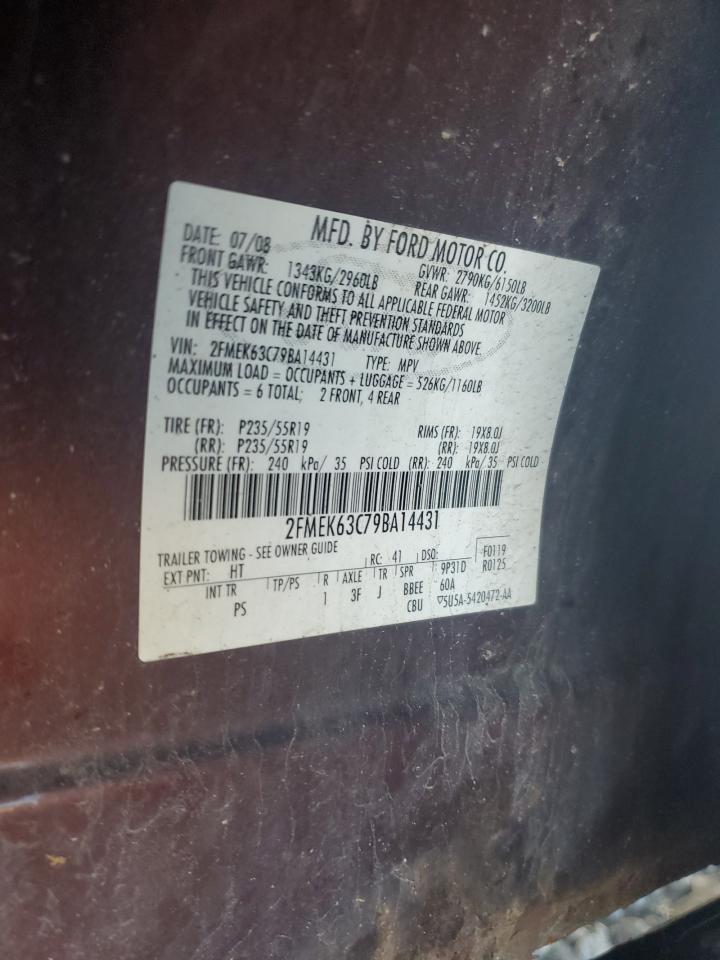 MFD. BY FORD MOTOR CO.
DATE: 07/08 GVWR: 2790KG/6150LB
FRONT GAWR: 1343KG/2960LB REAR GAWR: 1452KG/3200LB
THIS VEHICLE CONFORMS TO ALL APPLICABLE FEDERAL MOTOR
VEHICLE SAFETY AND THEFT PREVENTION STANDARDS
IN EFFECT ON THE DATE OF MANUFACTURE SHOWN ABOVE.
VIN: 2FMEK63C79BA14431 TYPE: MPV
MAXIMUM LOAD = OCCUPANTS + LUGGAGE = 526KG/1160LB
OCCUPANTS = 6 TOTAL; 2 FRONT, 4 REAR
TIRE (FR): P235/55R19 RIMS (FR): 19X8.0J
(RR): P235/55R19 (RR): 19X8.0J
PRESSURE (FR): 240 kPa/ 35 PSI COLD (RR): 240 kPa/ 35 PSI COLD
2FMEK63C79BA14431
TRAILER TOWING - SEE OWNER GUIDE F0119
EXT PNT: HT RC: 41 DSO: R0125
INT TR TP/PS R AXLE TR SPR 9P31D
PS 1 3F J BBEE 60A
CBU ▽5U5A-5420472-AA